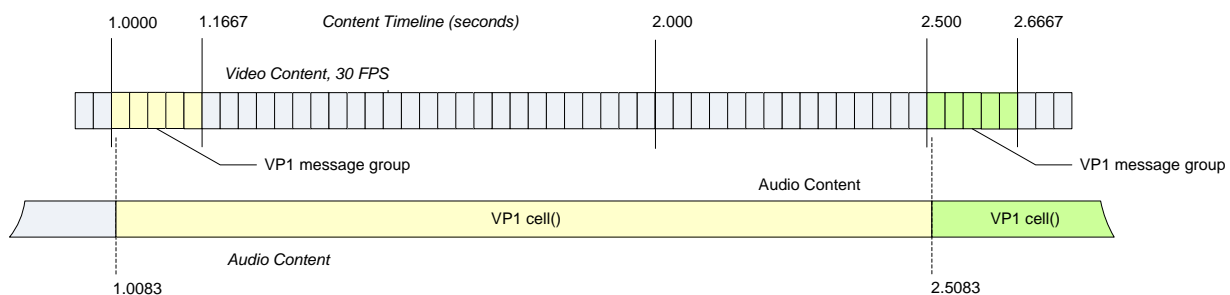 1.0000
1.1667
Content Timeline (seconds)
2.000
2.500
2.6667
Video Content, 30 FPS
VP1 message group
VP1 message group
Audio Content
VP1 cell()
VP1 cell()
Audio Content
1.0083
2.5083